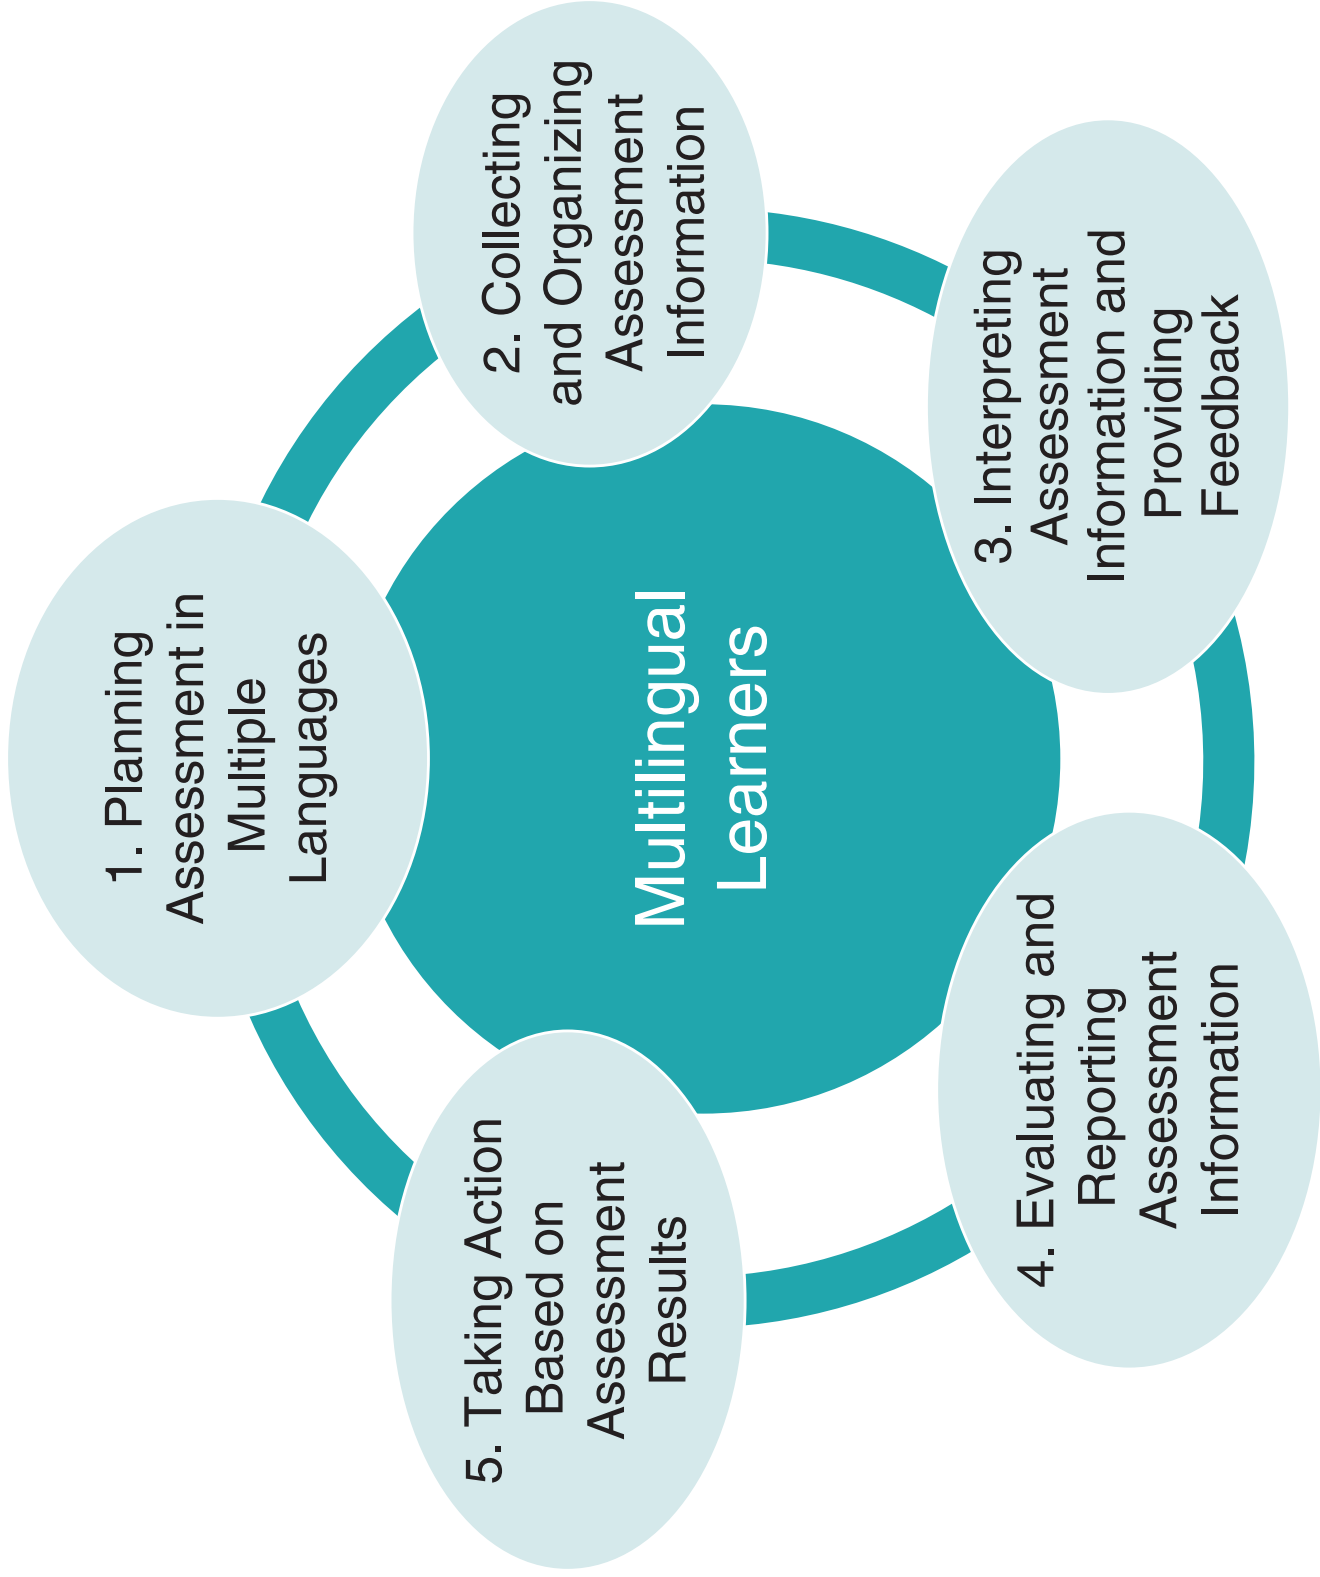 1. Planning
Assessment in
Multiple
Languages
2. Collecting
and Organizing
Assessment
Information
3. Interpreting
Assessment
Information and
Providing
Feedback
4. Evaluating and
Reporting
Assessment
Information
5. Taking Action
Based on
Assessment
Results
Multilingual
Learners